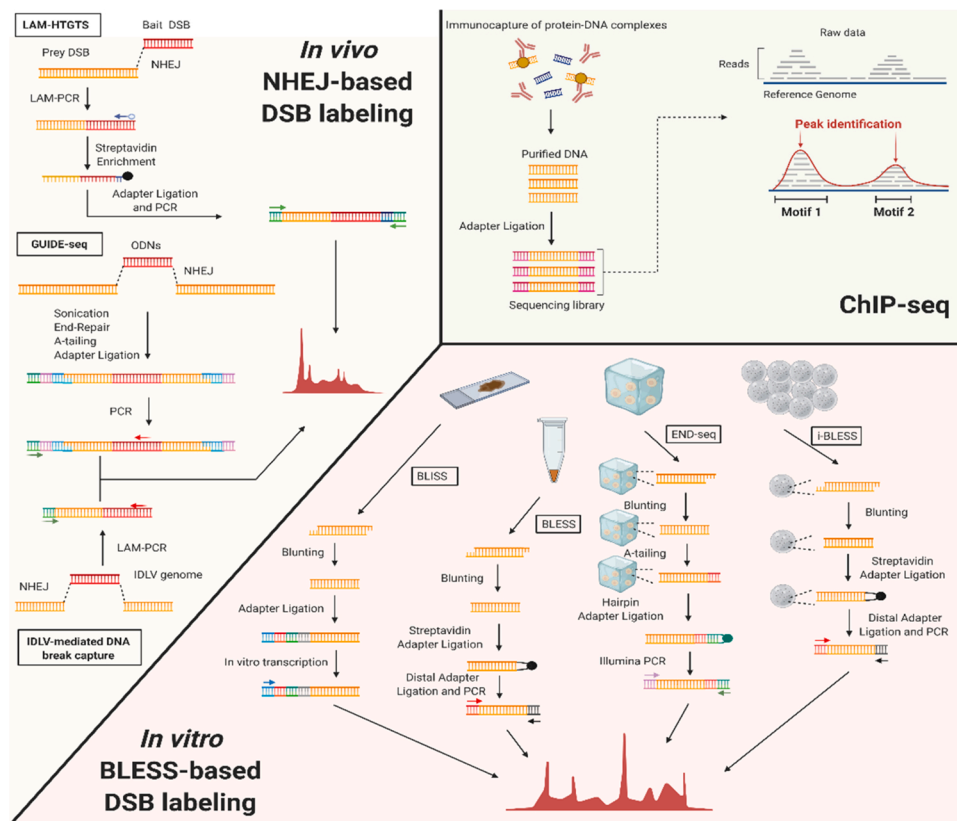 LAM-HTGTS
Bait DSB
Prey DSB
NHEJ
LAM-PCR
Streptavidin
Enrichment
Adapter Ligation
and PCR
In vivo
NHEJ-based
DSB labeling
GUIDE-seq
ODNs
NHEJ
Sonication
End-Repair
A-tailing
Adapter Ligation
PCR
LAM-PCR
NHEJ
IDLV genome
IDLV-mediated DNA
break capture
Immunocapture of protein-DNA complexes
Purified DNA
Adapter Ligation
Sequencing library
Raw data
Reads
Reference Genome
Peak identification
Motif 1
Motif 2
ChIP-seq
BLISS
Blunting
Adapter Ligation
In vitro transcription
BLESS
Blunting
Streptavidin
Adapter Ligation
Distal Adapter
Ligation and PCR
END-seq
Blunting
A-tailing
Hairpin
Adapter Ligation
Illumina PCR
i-BLESS
Blunting
Streptavidin
Adapter Ligation
Distal Adapter
Ligation and PCR
In vitro
BLESS-based
DSB labeling